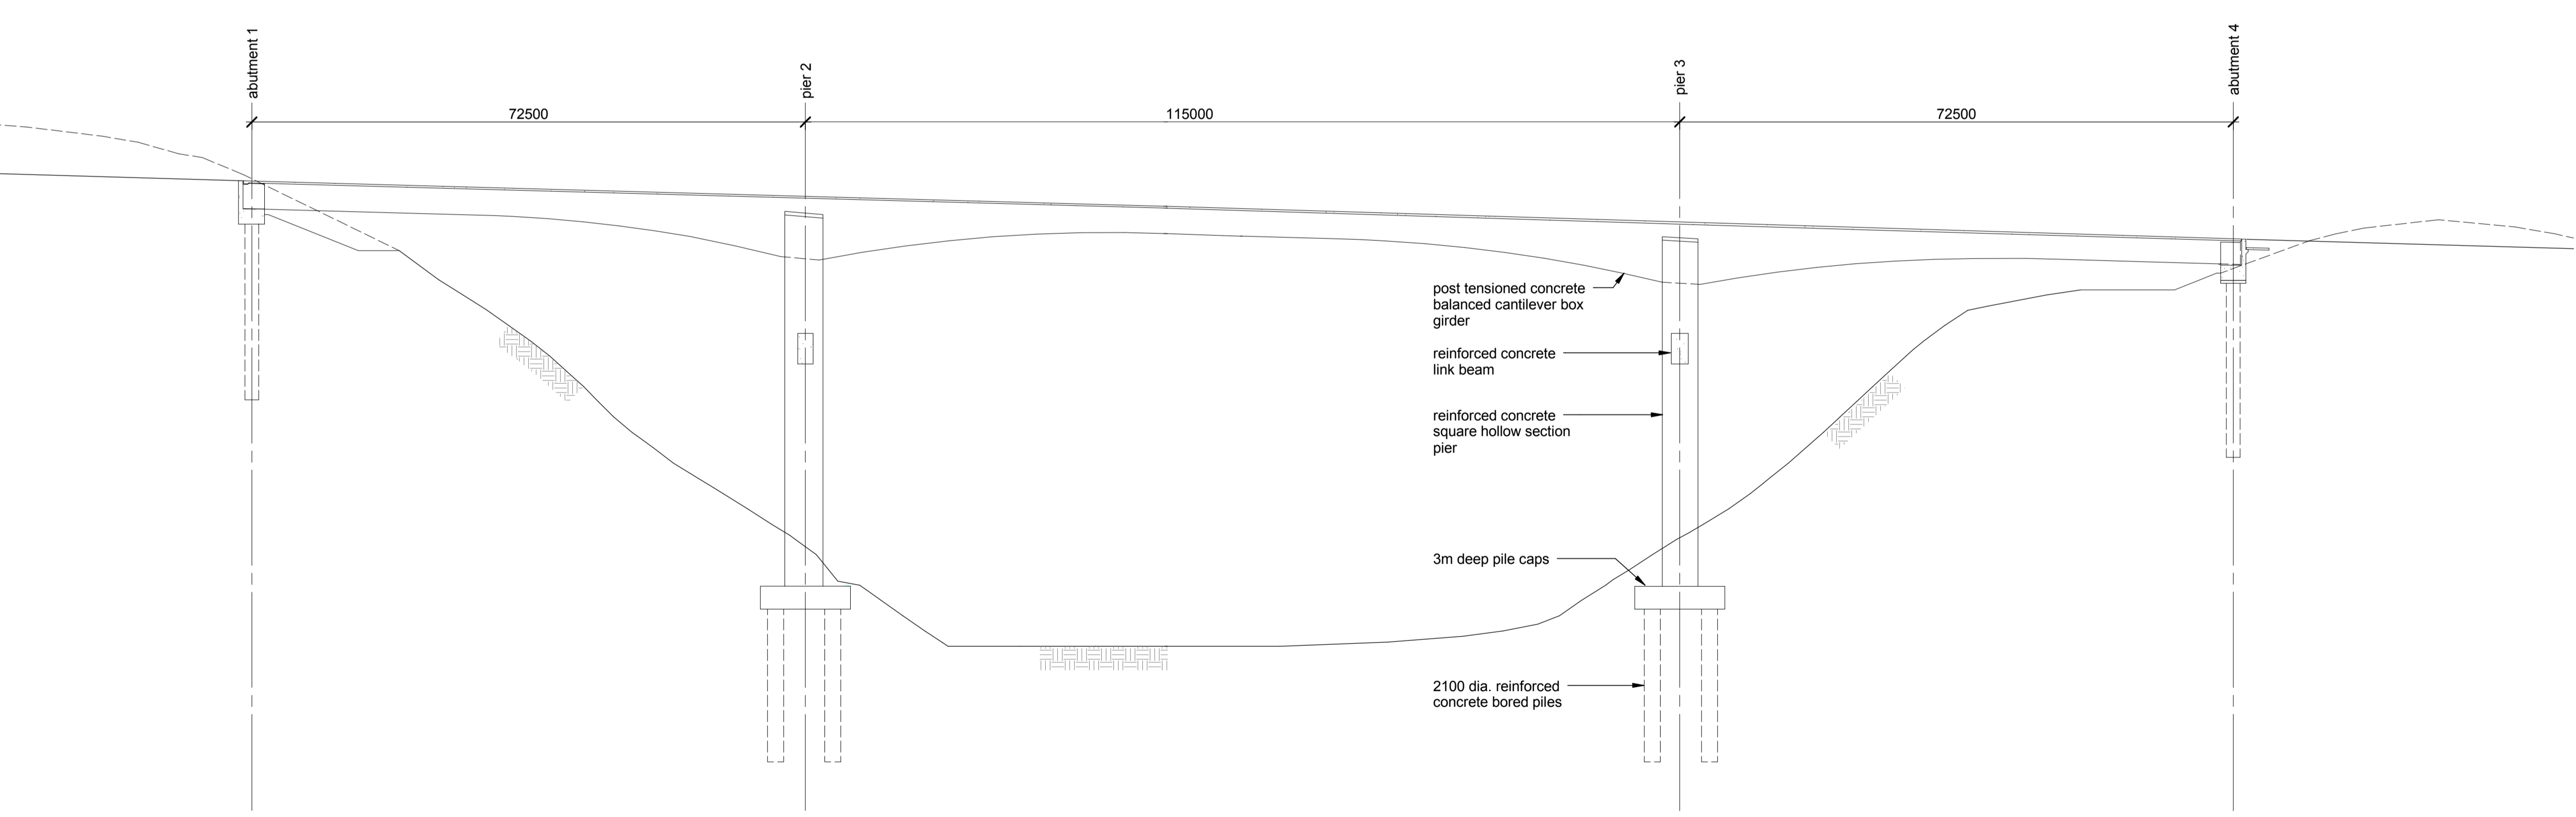 abutment 1
pier 2
pier 3
abutment 4
72500
115000
72500
post tensioned concrete
balanced cantilever box
girder
reinforced concrete
link beam
reinforced concrete
square hollow section
pier
3m deep pile caps
2100 dia. reinforced
concrete bored piles